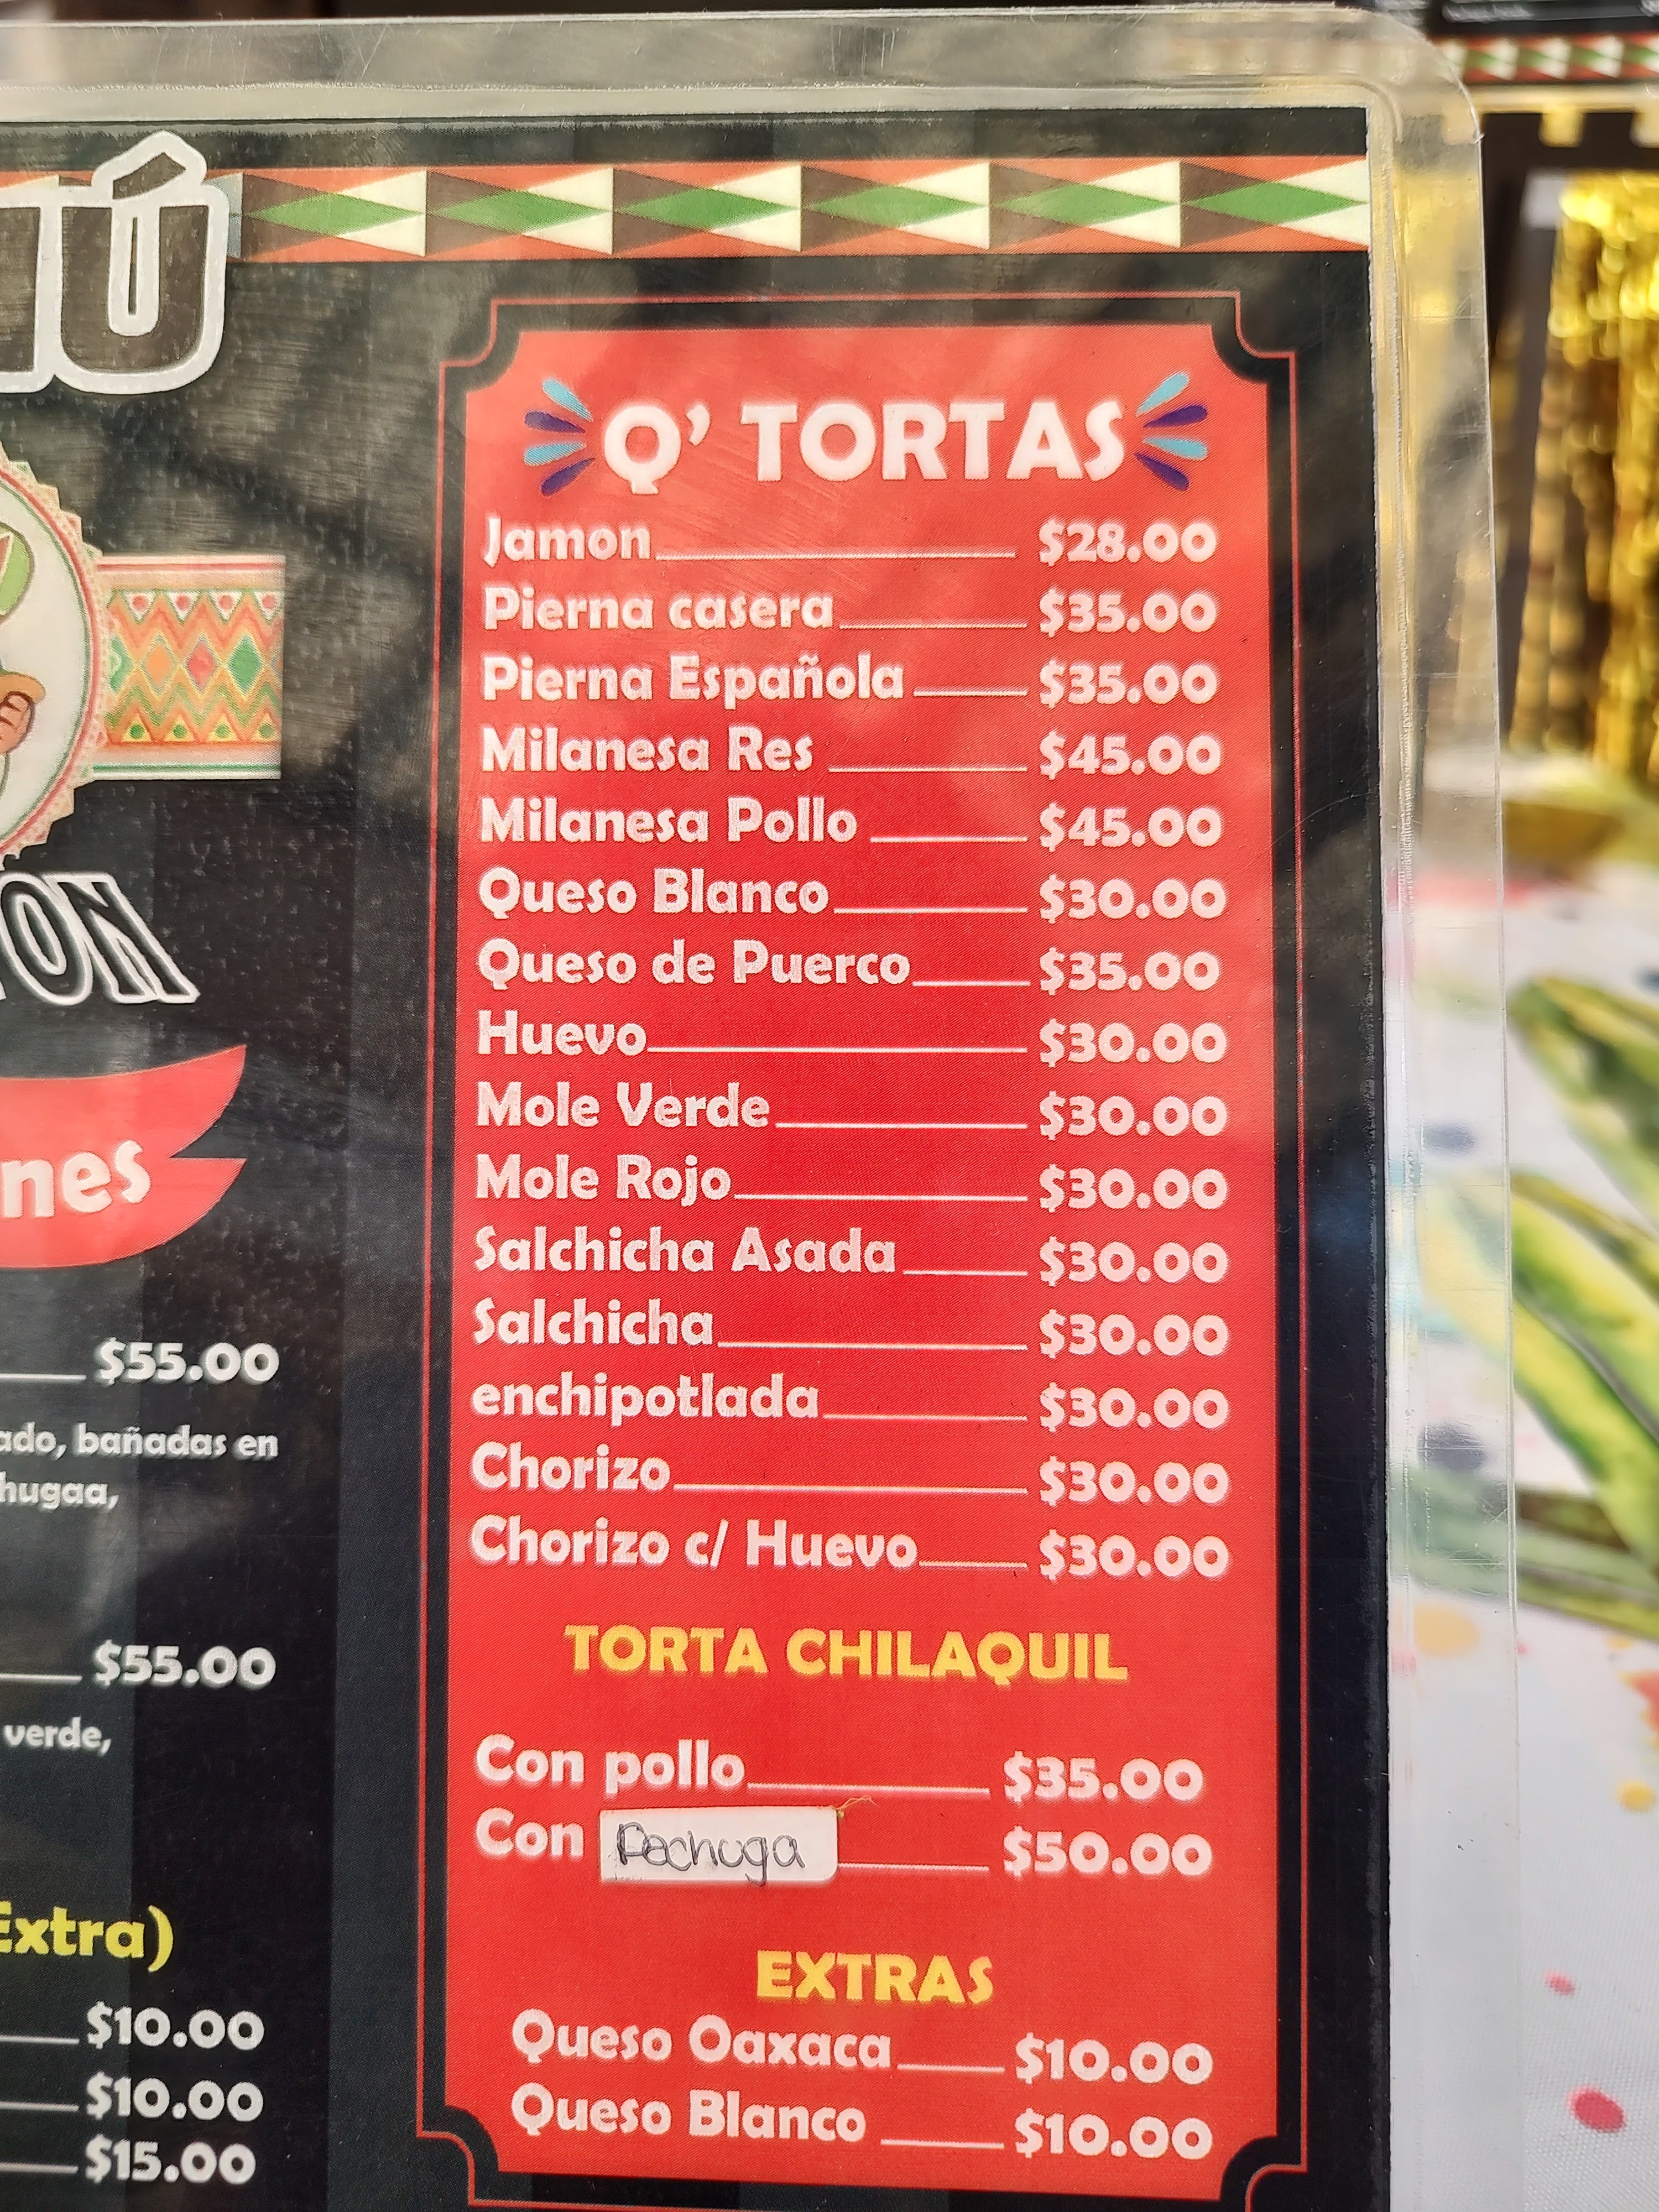 Ú
ON
nes
$55.00
ado, bañadas en
hugaa,
$55.00
verde,
Extra)
$10.00
$10.00
$15.00
Q' TORTAS
Jamon $28.00
Pierna casera $35.00
Pierna Española $35.00
Milanesa Res $45.00
Milanesa Pollo $45.00
Queso Blanco $30.00
Queso de Puerco $35.00
Huevo $30.00
Mole Verde $30.00
Mole Rojo $30.00
Salchicha Asada $30.00
Salchicha $30.00
enchipotlada $30.00
Chorizo $30.00
Chorizo c/ Huevo $30.00
TORTA CHILAQUIL
Con pollo $35.00
Con Pechuga $50.00
EXTRAS
Queso Oaxaca $10.00
Queso Blanco $10.00